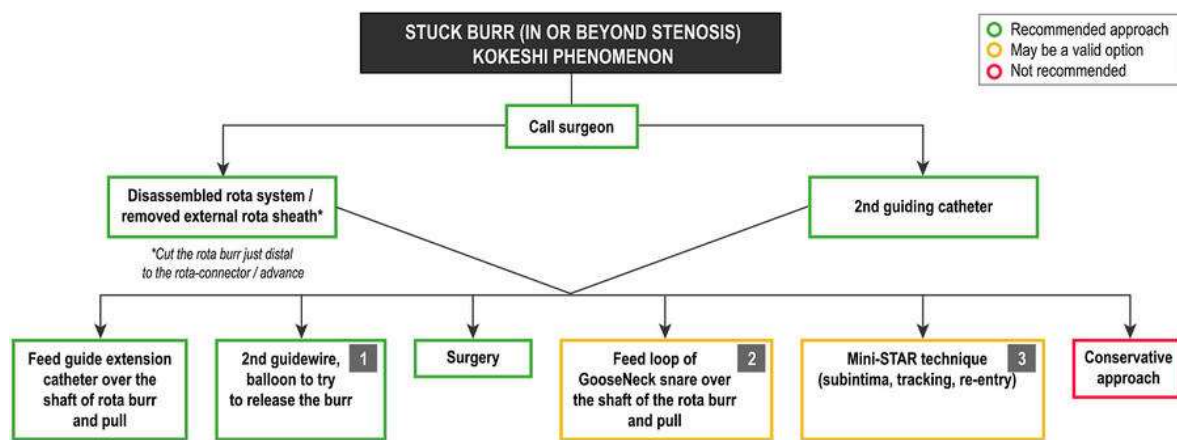 STUCK BURR (IN OR BEYOND STENOSIS)
KOKESHI PHENOMENON
Recommended approach
May be a valid option
Not recommended
Call surgeon
Disassembled rota system /
removed external rota sheath*
2nd guiding catheter
*Cut the rota burr just distal
to the rota-connector / advance
Feed guide extension
catheter over the
shaft of rota burr
and pull
1
2nd guidewire,
balloon to try
to release the burr
Surgery
2
Feed loop of
GooseNeck snare over
the shaft of the rota burr
and pull
3
Mini-STAR technique
(subintima, tracking, re-entry)
Conservative
approach